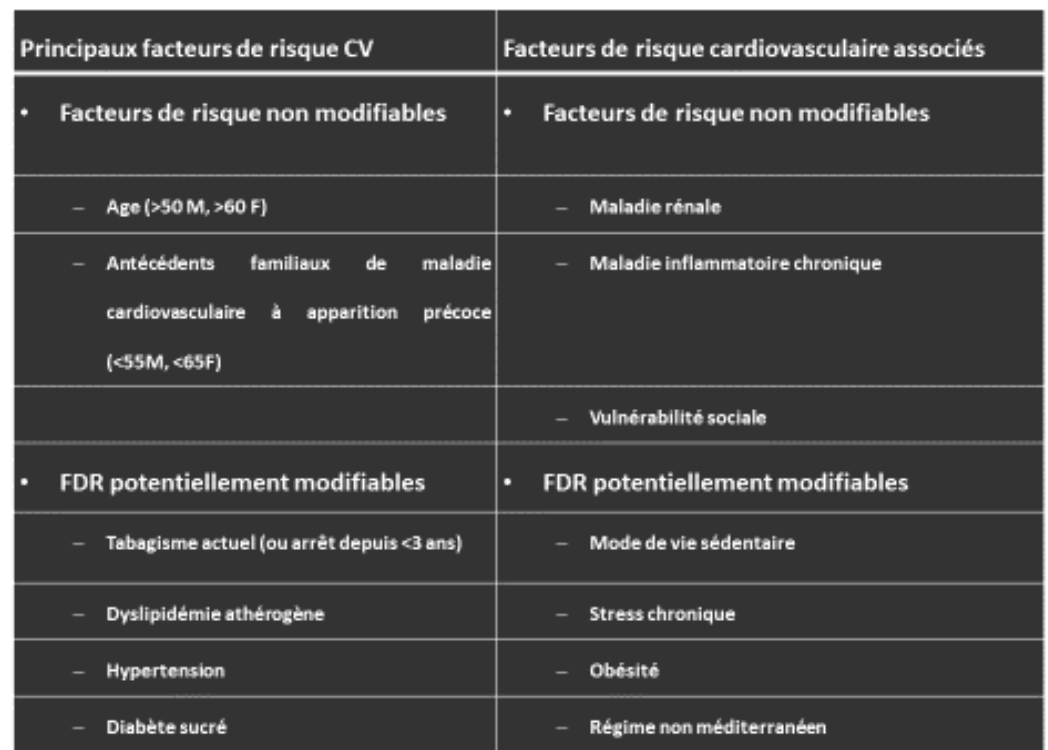 Principaux facteurs de risque CV
Facteurs de risque cardiovasculaire associés
• Facteurs de risque non modifiables
• Facteurs de risque non modifiables
– Age (>50 M, >60 F)
– Maladie rénale
– Antécédents familiaux de maladie
cardiovasculaire à apparition précoce
(<55M, <65F)
– Maladie inflammatoire chronique
– Vulnérabilité sociale
• FDR potentiellement modifiables
• FDR potentiellement modifiables
– Tabagisme actuel (ou arrêt depuis <3 ans)
– Mode de vie sédentaire
– Dyslipidémie athérogène
– Stress chronique
– Hypertension
– Obésité
– Diabète sucré
– Régime non méditerranéen